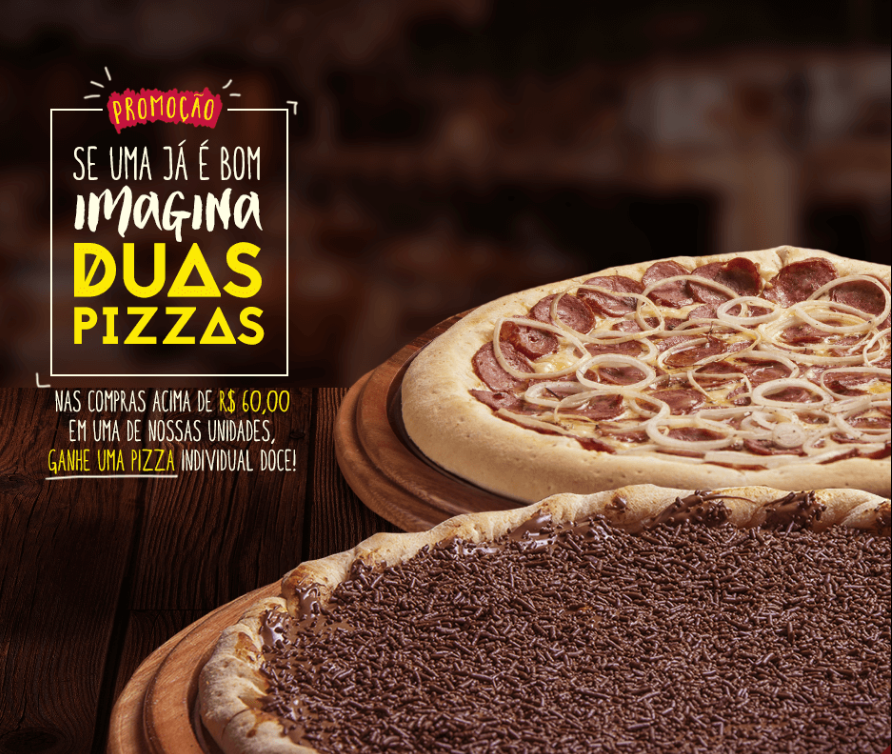 PROMOÇÃO
SE UMA JÁ É BOM
IMAGINA
DUAS
PIZZAS
NAS COMPRAS ACIMA DE R$ 60,00
EM UMA DE NOSSAS UNIDADES,
GANHE UMA PIZZA INDIVIDUAL DOCE!